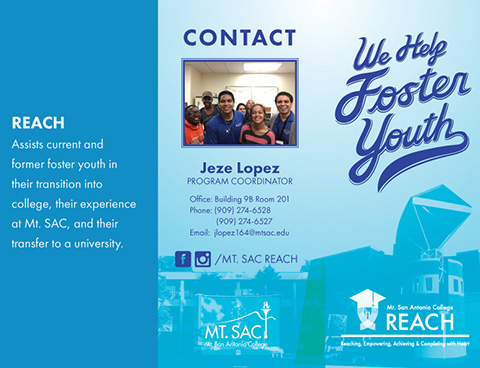 REACH
Assists current and
former foster youth in
their transition into
college, their experience
at Mt. SAC, and their
transfer to a university.
CONTACT
Jeze Lopez
PROGRAM COORDINATOR
Office: Building 9B Room 201
Phone: (909) 274-6528
(909) 274-6527
Email: jlopez164@mtsac.edu
/MT. SAC REACH
MT. SAC
Mt. San Antonio College
We Help
Foster
Youth
Mt. San Antonio College
REACH
Reaching, Empowering, Achieving & Completing with Heart